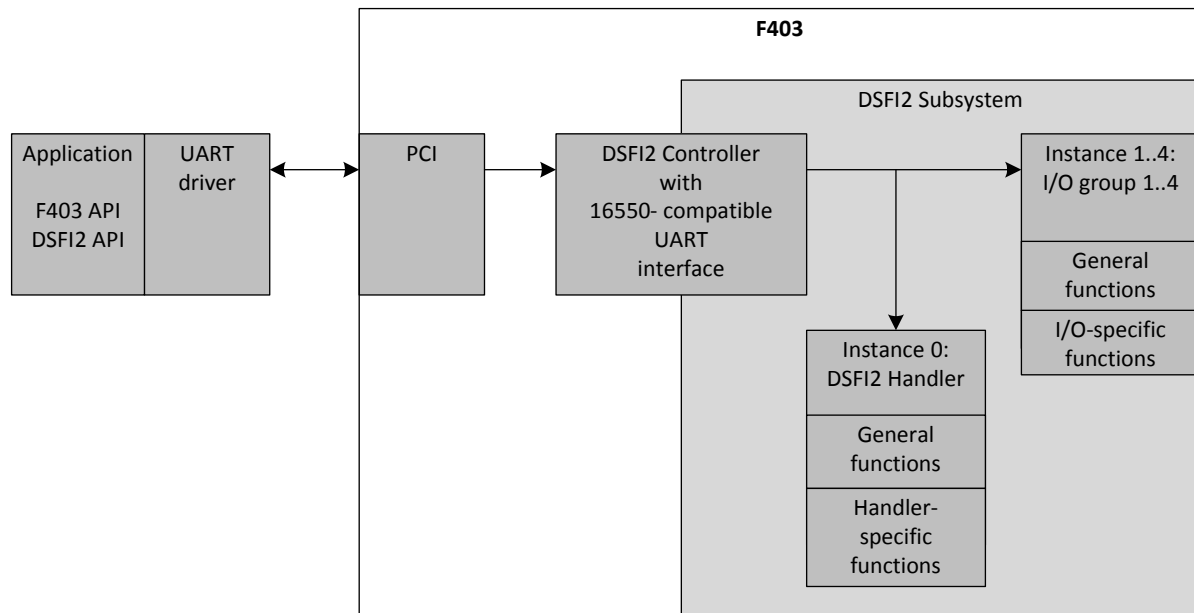 F403
DSFI2 Subsystem
Application
F403 API
DSFI2 API
UART
driver
PCI
DSFI2 Controller
with
16550- compatible
UART
interface
Instance 1..4:
I/O group 1..4
General
functions
I/O-specific
functions
Instance 0:
DSFI2 Handler
General
functions
Handler-
specific
functions